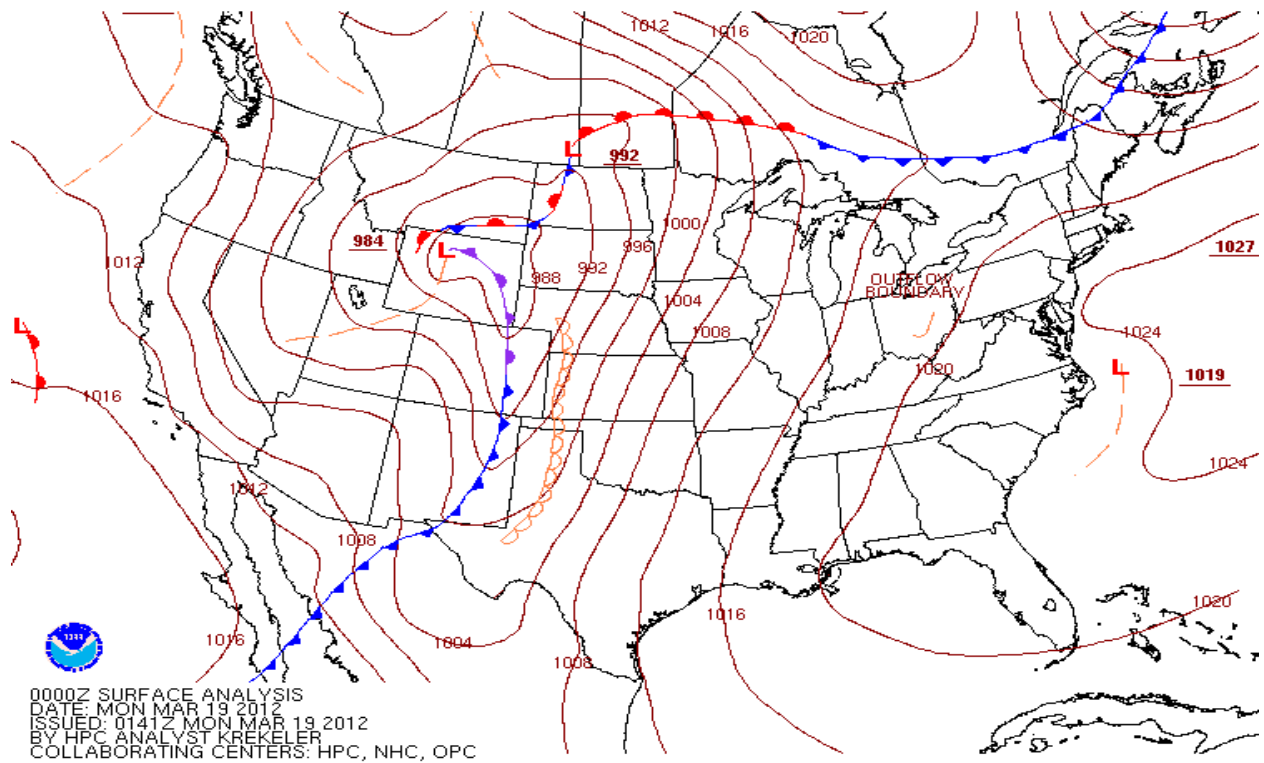 1012
1016
1020
L
992
1000
984
L
996
1027
1012
988
992
OUTFLOW
BOUNDARY
1004
L
1008
1024
1020
L
1019
1016
1024
1012
1008
1020
1016
1016
1004
1008
0000Z SURFACE ANALYSIS
DATE: MON MAR 19 2012
ISSUED: 0141Z MON MAR 19 2012
BY HPC ANALYST KREKELER
COLLABORATING CENTERS: HPC, NHC, OPC